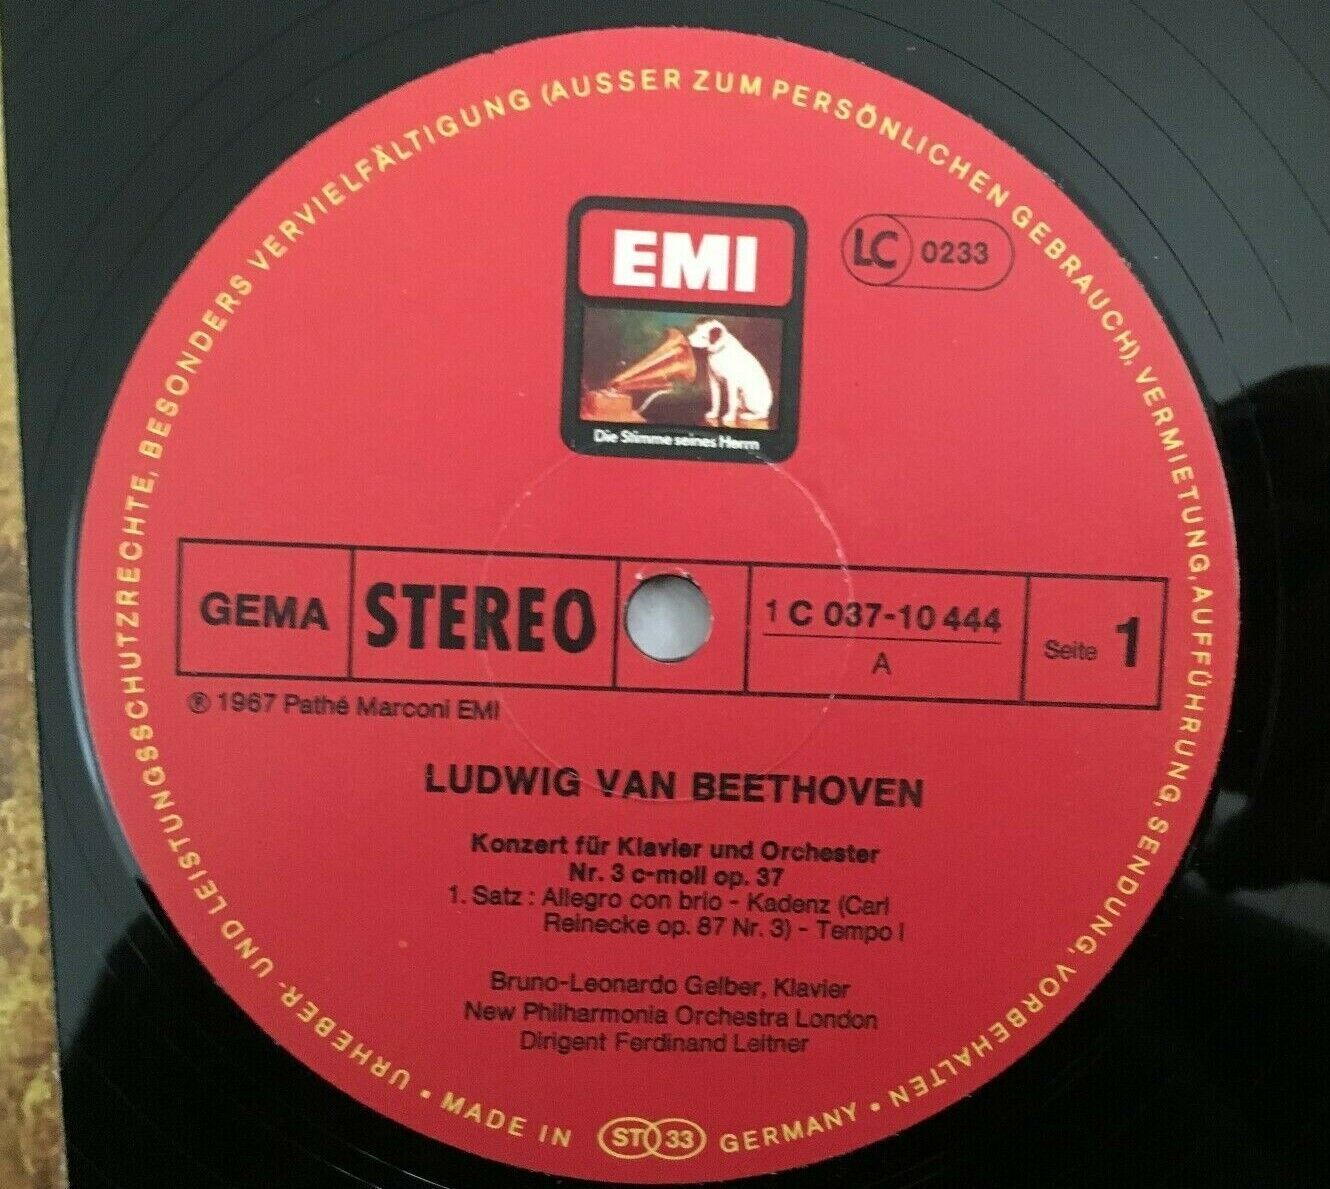 URHEBER- UND LEISTUNGSSCHUTZRECHTE, BESONDERS VERVIELFÄLTIGUNG (AUSSER ZUM PERSÖNLICHEN GEBRAUCH), VERMIETUNG, AUFFÜHRUNG, SENDUNG, VORBEHALTEN •
EMI
LC 0233
Die Stimme seines Herrn
GEMA STEREO 1 C 037-10 444
A
Seite 1
℗ 1967 Pathé Marconi EMI
LUDWIG VAN BEETHOVEN
Konzert für Klavier und Orchester
Nr. 3 c-moll op. 37
1. Satz : Allegro con brio - Kadenz (Carl
Reinecke op. 87 Nr. 3) - Tempo I
Bruno-Leonardo Gelber, Klavier
New Philharmonia Orchestra London
Dirigent Ferdinand Leitner
• MADE IN ST 33 GERMANY